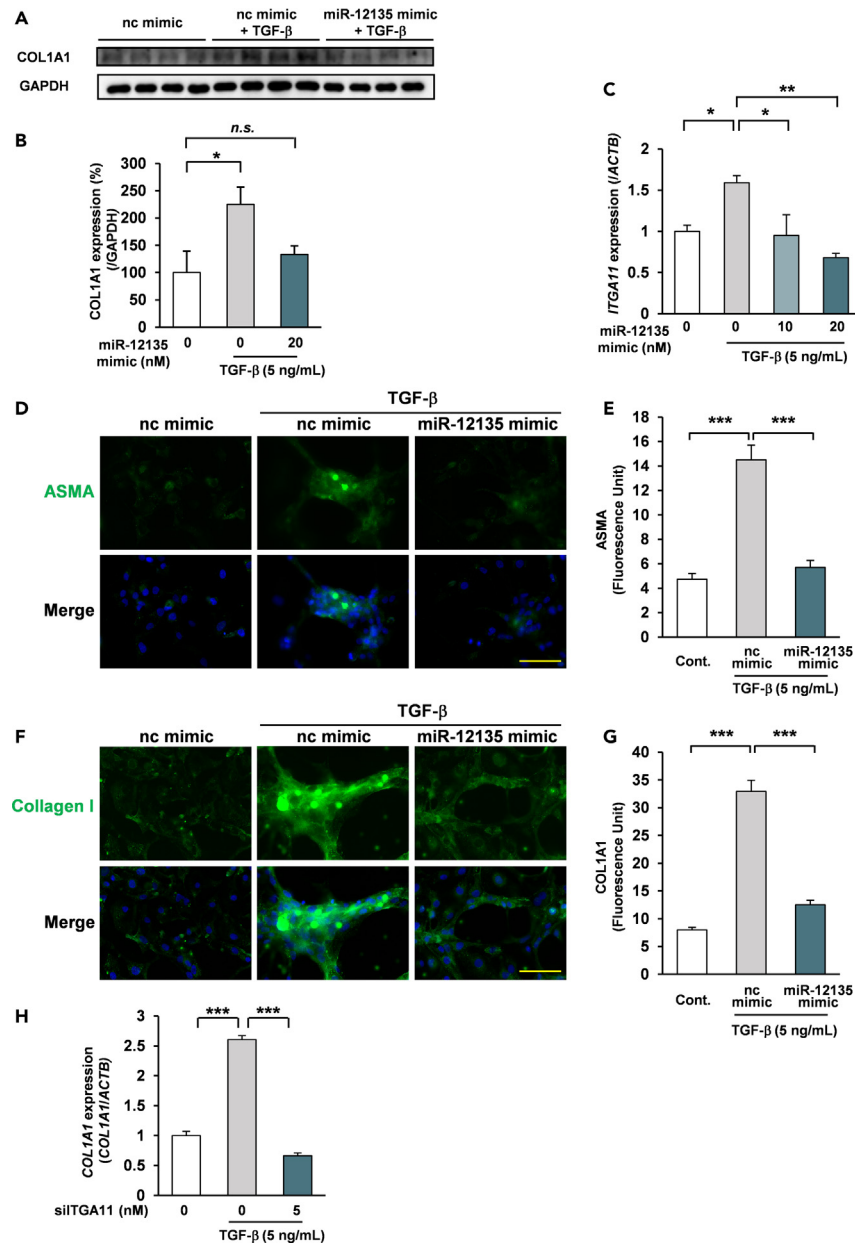 A
nc mimic
nc mimic
+ TGF-β
miR-12135 mimic
+ TGF-β
COL1A1
GAPDH
B
n.s.
*
COL1A1 expression (%)
(/GAPDH)
300
250
200
150
100
50
0
miR-12135
mimic (nM)
0
0
20
TGF-β (5 ng/mL)
C
**
*
*
ITGA11 expression (/ACTB)
2
1.5
1
0.5
0
miR-12135
mimic (nM)
0
0
10
20
TGF-β (5 ng/mL)
D
TGF-β
nc mimic
nc mimic
miR-12135 mimic
ASMA
Merge
E
***
***
ASMA
(Fluorescence Unit)
18
16
14
12
10
8
6
4
2
0
Cont.
nc
mimic
miR-12135
mimic
TGF-β (5 ng/mL)
F
TGF-β
nc mimic
nc mimic
miR-12135 mimic
Collagen I
Merge
G
***
***
COL1A1
(Fluorescence Unit)
40
35
30
25
20
15
10
5
0
Cont.
nc
mimic
miR-12135
mimic
TGF-β (5 ng/mL)
H
***
***
COL1A1 expression
(COL1A1/ACTB)
3
2.5
2
1.5
1
0.5
0
siITGA11 (nM)
0
0
5
TGF-β (5 ng/mL)